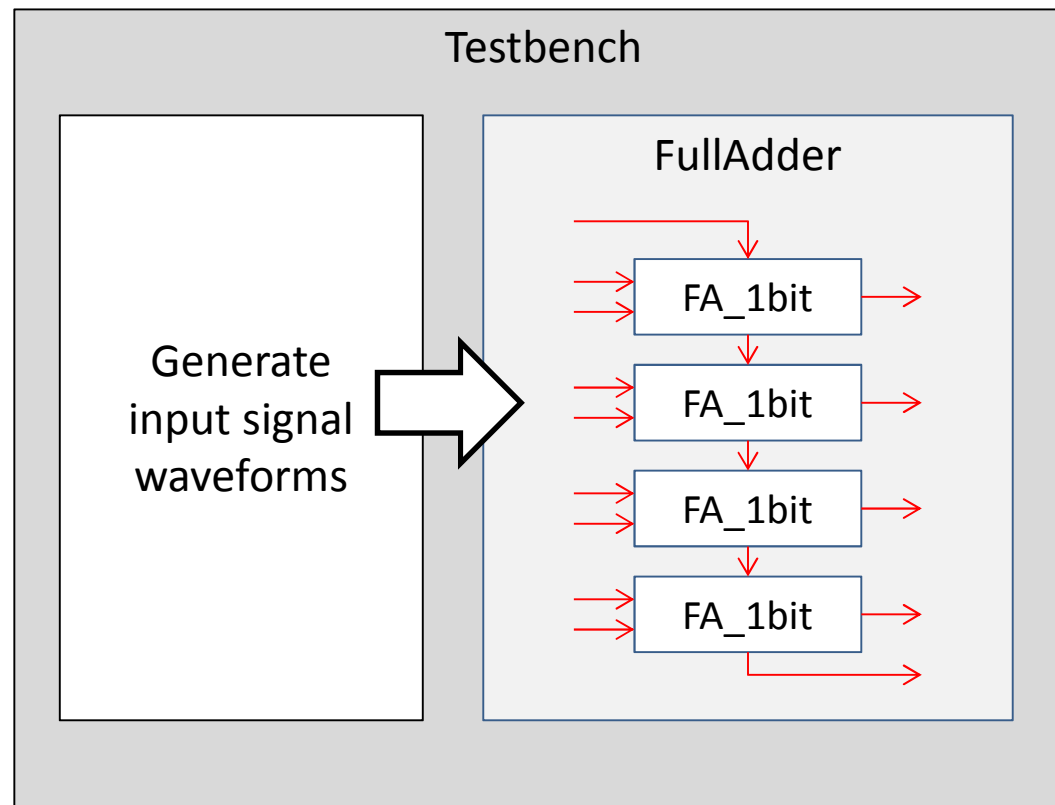 Testbench
Generate
input signal
waveforms
FullAdder
FA_1bit
FA_1bit
FA_1bit
FA_1bit